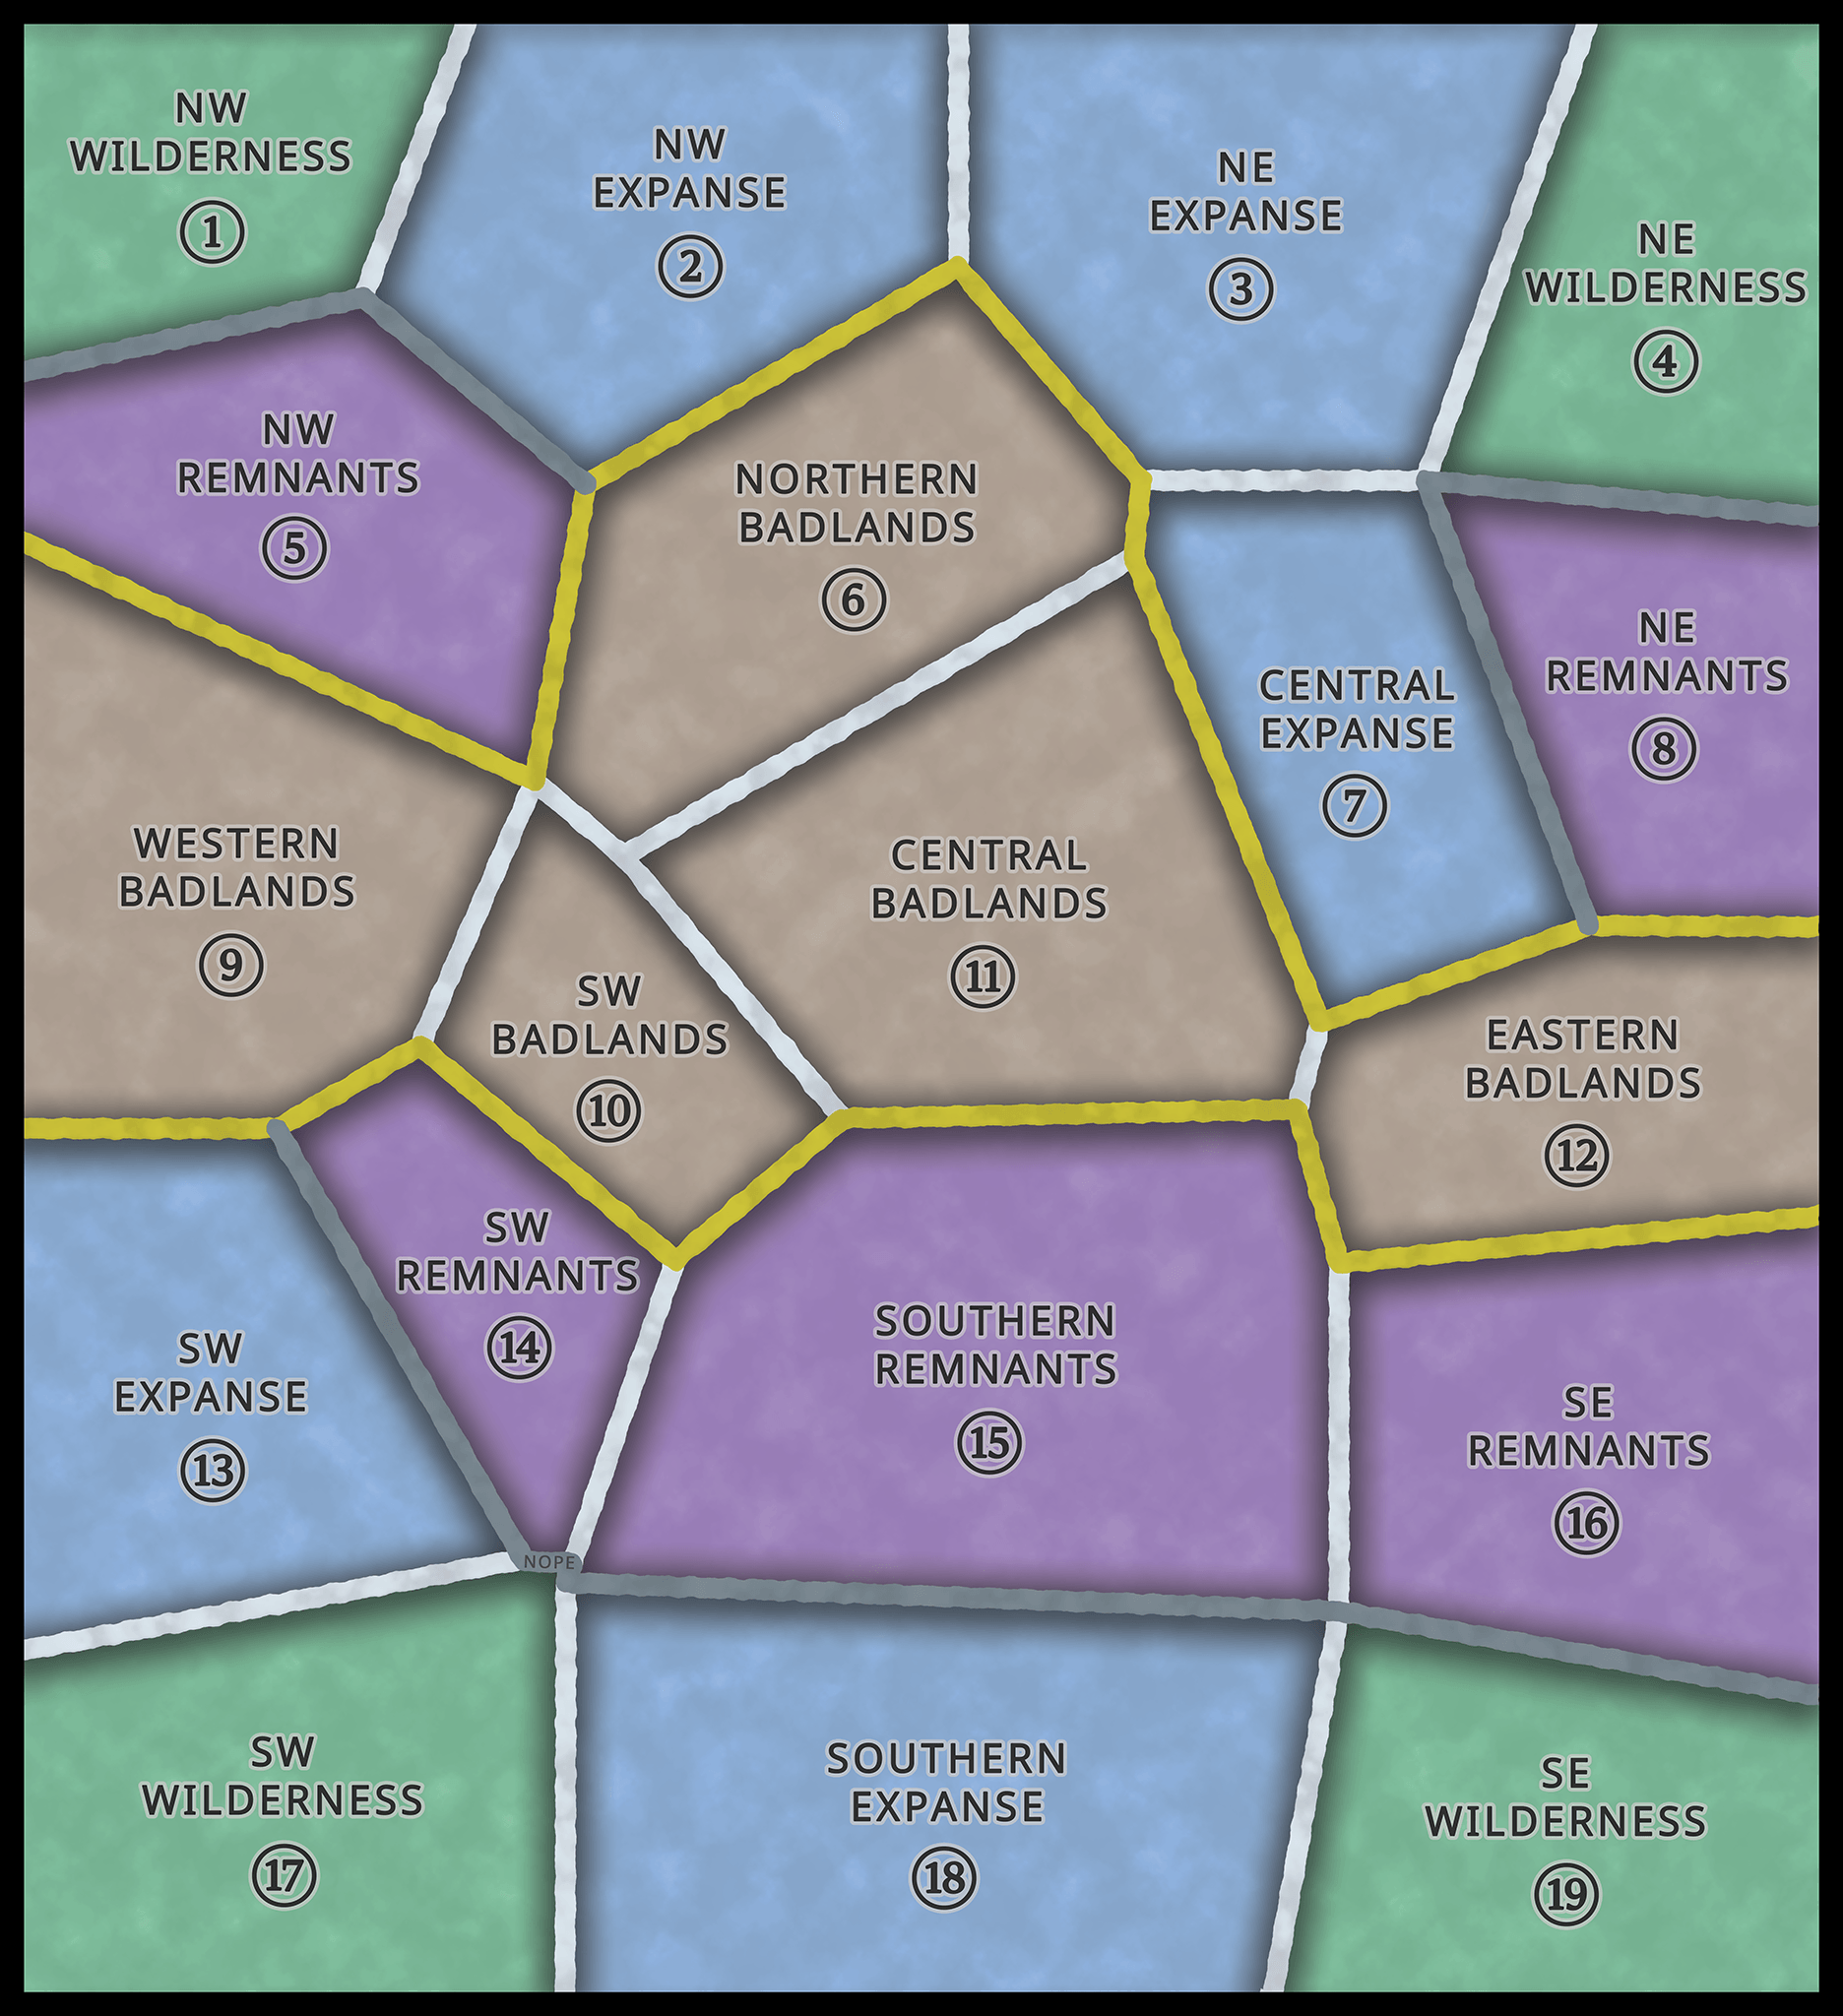 NW
WILDERNESS
1
NW
EXPANSE
2
NE
EXPANSE
3
NE
WILDERNESS
4
NW
REMNANTS
5
NORTHERN
BADLANDS
6
CENTRAL
EXPANSE
7
NE
REMNANTS
8
WESTERN
BADLANDS
9
SW
BADLANDS
10
CENTRAL
BADLANDS
11
EASTERN
BADLANDS
12
SW
EXPANSE
13
SW
REMNANTS
14
SOUTHERN
REMNANTS
15
SE
REMNANTS
16
NOPE
SW
WILDERNESS
17
SOUTHERN
EXPANSE
18
SE
WILDERNESS
19